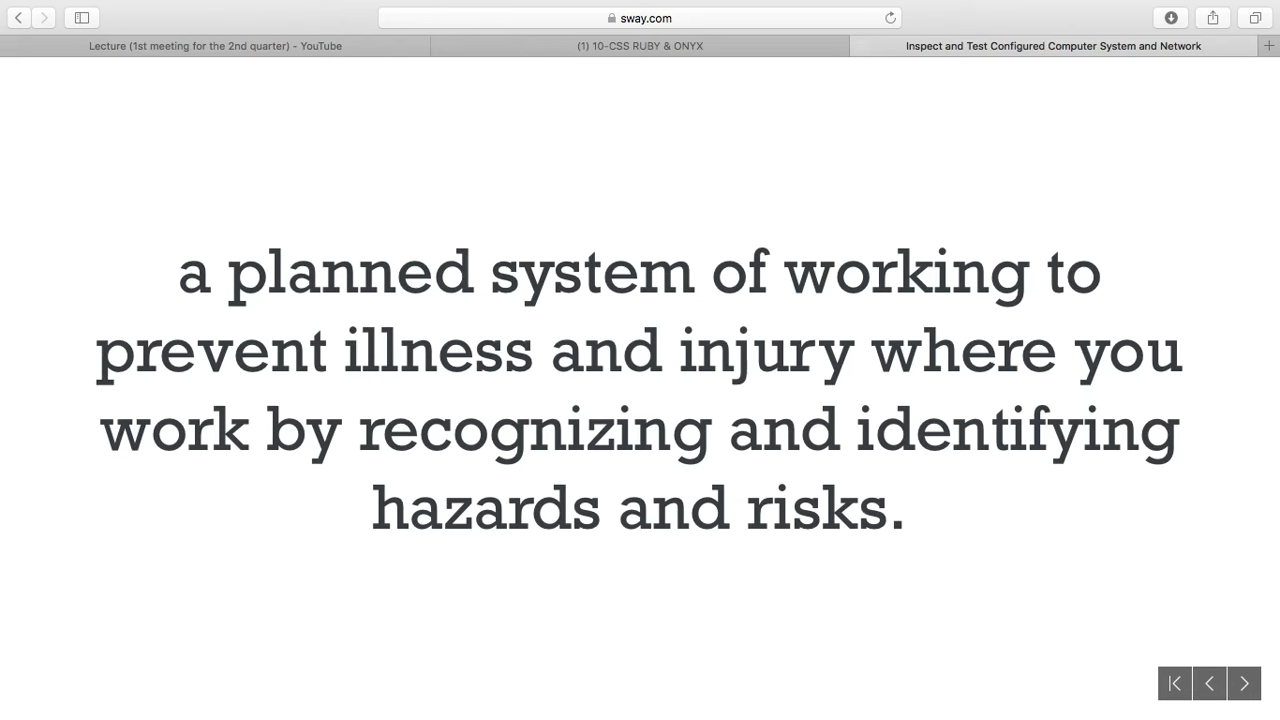 sway.com
Lecture (1st meeting for the 2nd quarter) - YouTube
(1) 10-CSS RUBY & ONYX
Inspect and Test Configured Computer System and Network
a planned system of working to
prevent illness and injury where you
work by recognizing and identifying
hazards and risks.